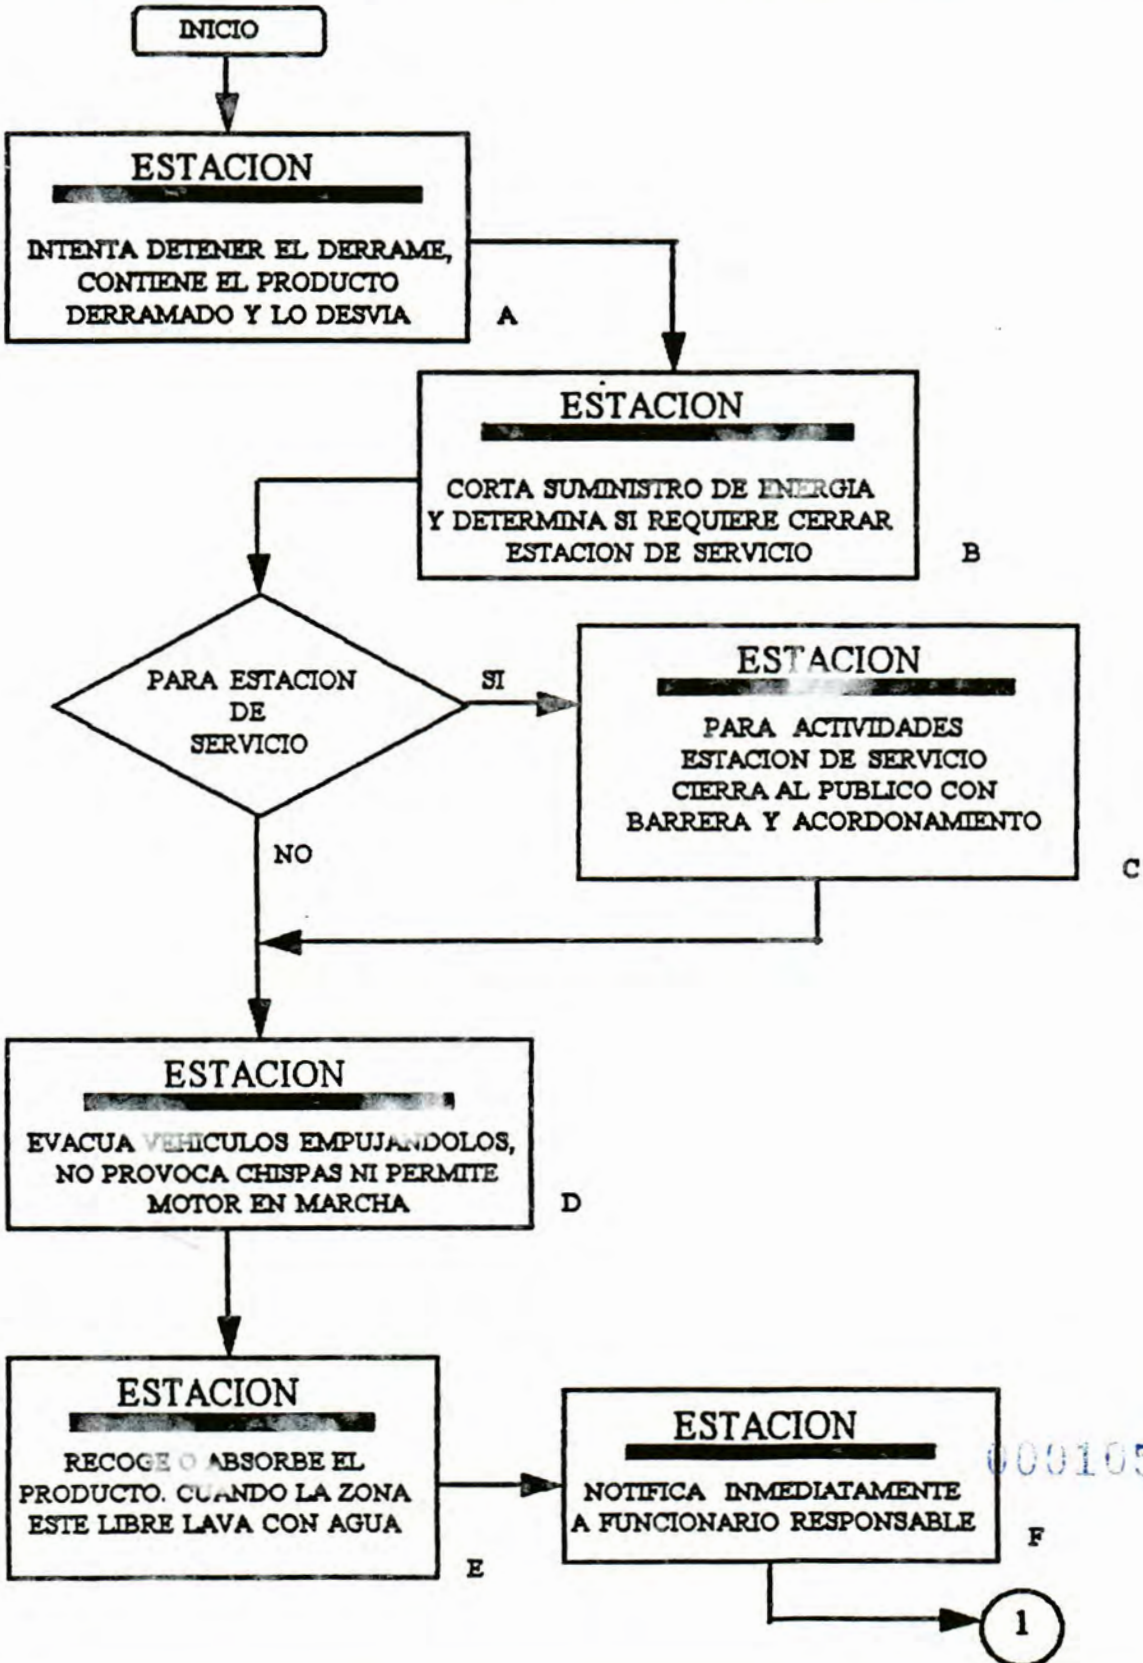 INICIO
ESTACION
INTENTA DETENER EL DERRAME,
CONTIENE EL PRODUCTO
DERRAMADO Y LO DESVIA
A
ESTACION
CORTA SUMINISTRO DE ENERGIA
Y DETERMINA SI REQUIERE CERRAR
ESTACION DE SERVICIO
B
PARA ESTACION
DE
SERVICIO
SI
NO
ESTACION
PARA ACTIVIDADES
ESTACION DE SERVICIO
CIERRA AL PUBLICO CON
BARRERA Y ACORDONAMIENTO
C
ESTACION
EVACUA VEHICULOS EMPUJANDOLOS,
NO PROVOCA CHISPAS NI PERMITE
MOTOR EN MARCHA
D
ESTACION
RECOGE O ABSORBE EL
PRODUCTO. CUANDO LA ZONA
ESTE LIBRE LAVA CON AGUA
E
ESTACION
NOTIFICA INMEDIATAMENTE
A FUNCIONARIO RESPONSABLE
F
000105
1